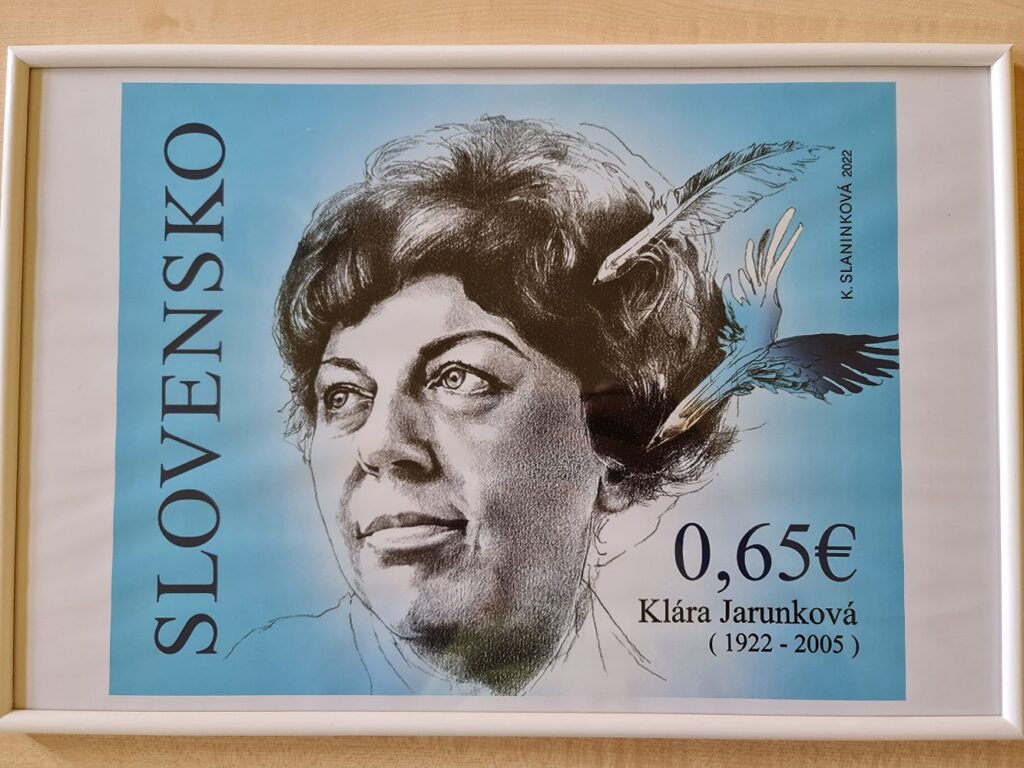 SLOVENSKO
K. SLANINKOVÁ 2022
0,65€
Klára Jarunková
( 1922 - 2005 )